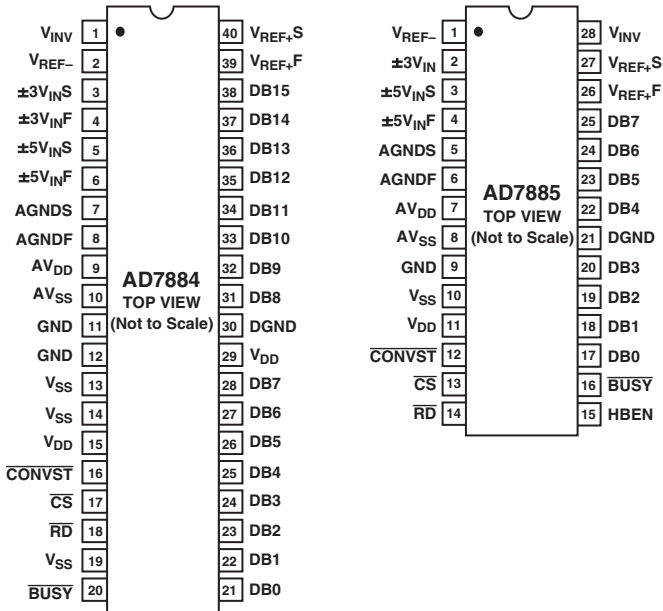 V_INV 1 40 V_REF+S
V_REF– 2 39 V_REF+F
±3V_INS 3 38 DB15
±3V_INF 4 37 DB14
±5V_INS 5 36 DB13
±5V_INF 6 35 DB12
AGNDS 7 34 DB11
AGNDF 8 33 DB10
AV_DD 9 32 DB9
AV_SS 10 31 DB8
GND 11 30 DGND
GND 12 29 V_DD
V_SS 13 28 DB7
V_SS 14 27 DB6
V_DD 15 26 DB5
CONVST 16 25 DB4
CS 17 24 DB3
RD 18 23 DB2
V_SS 19 22 DB1
BUSY 20 21 DB0
AD7884
TOP VIEW
(Not to Scale)
V_REF– 1 28 V_INV
±3V_IN 2 27 V_REF+S
±5V_INS 3 26 V_REF+F
±5V_INF 4 25 DB7
AGNDS 5 24 DB6
AGNDF 6 23 DB5
AV_DD 7 22 DB4
AV_SS 8 21 DGND
GND 9 20 DB3
V_SS 10 19 DB2
V_DD 11 18 DB1
CONVST 12 17 DB0
CS 13 16 BUSY
RD 14 15 HBEN
AD7885
TOP VIEW
(Not to Scale)